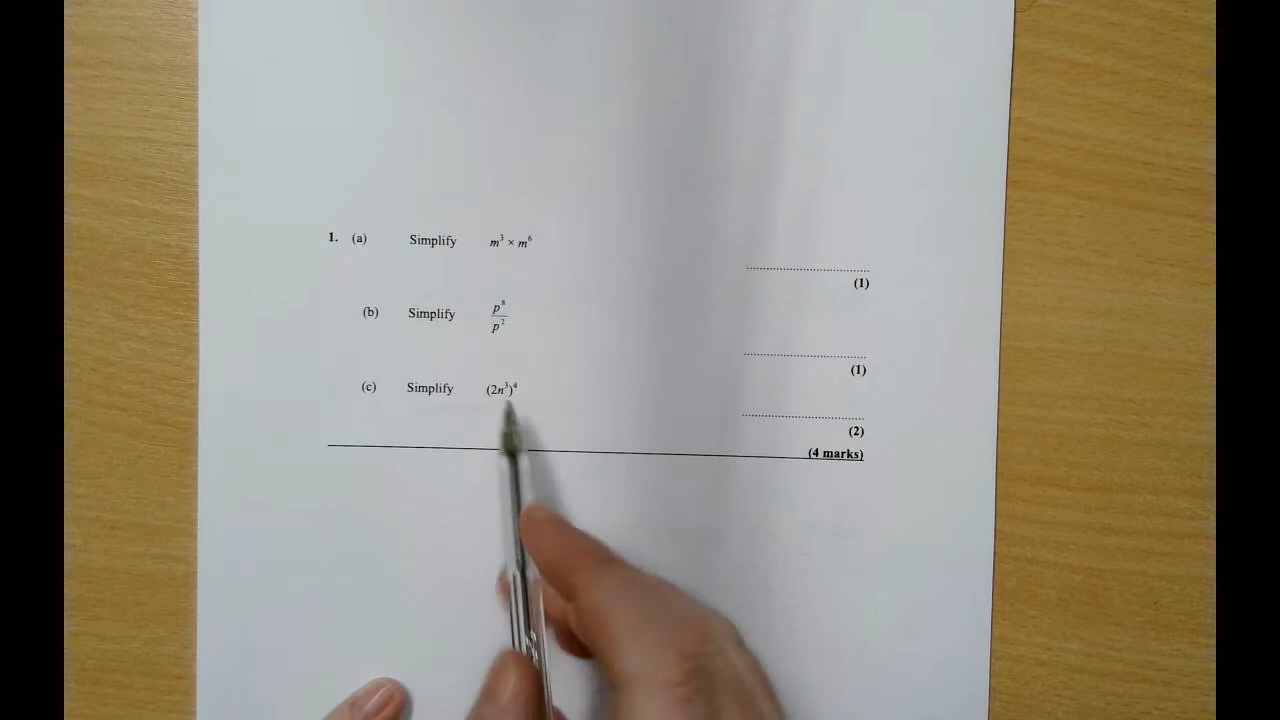 1. (a) Simplify m³ × m⁶
(1)
(b) Simplify p⁸/p²
(1)
(c) Simplify (2n³)⁴
(2)
(4 marks)